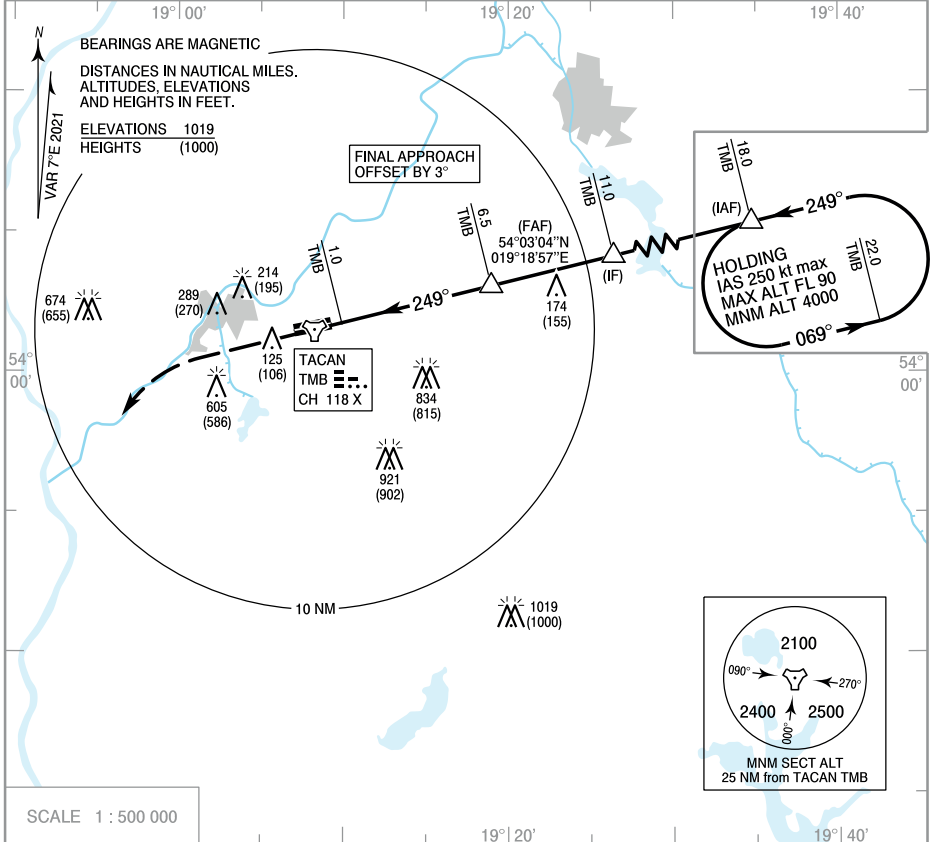 19° 00'
19° 20'
19° 40'
N
VAR 7°E 2021
BEARINGS ARE MAGNETIC
DISTANCES IN NAUTICAL MILES.
ALTITUDES, ELEVATIONS
AND HEIGHTS IN FEET.
ELEVATIONS 1019
HEIGHTS (1000)
FINAL APPROACH
OFFSET BY 3°
18.0
TMB
(IAF)
249°
22.0
TMB
HOLDING
IAS 250 kt max
MAX ALT FL 90
MNM ALT 4000
069°
11.0
TMB
(IF)
6.5
TMB
(FAF)
54°03'04"N
019°18'57"E
1.0
TMB
249°
174
(155)
214
(195)
289
(270)
674
(655)
125
(106)
605
(586)
TACAN
TMB
CH 118 X
834
(815)
921
(902)
54°
00'
54°
00'
10 NM
1019
(1000)
2100
090°
270°
2400
2500
000°
MNM SECT ALT
25 NM from TACAN TMB
SCALE 1 : 500 000
19° 20'
19° 40'